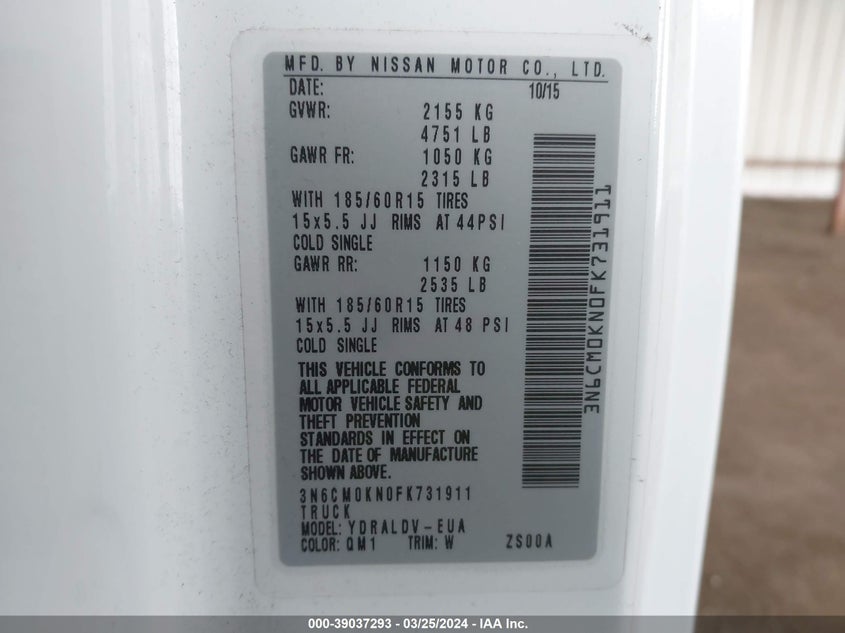 MFD. BY NISSAN MOTOR CO., LTD.
DATE: 10/15
GVWR: 2155 KG
4751 LB
GAWR FR: 1050 KG
2315 LB
WITH 185/60R15 TIRES
15x5.5 JJ RIMS AT 44PSI
COLD SINGLE
GAWR RR: 1150 KG
2535 LB
WITH 185/60R15 TIRES
15x5.5 JJ RIMS AT 48 PSI
COLD SINGLE
THIS VEHICLE CONFORMS TO
ALL APPLICABLE FEDERAL
MOTOR VEHICLE SAFETY AND
THEFT PREVENTION
STANDARDS IN EFFECT ON
THE DATE OF MANUFACTURE
SHOWN ABOVE.
3N6CM0KN0FK731911
TRUCK
MODEL: YDRALDV-EUA
COLOR: QM1 TRIM: W ZS00A
3N6CM0KN0FK731911
000-39037293 - 03/25/2024 - IAA Inc.